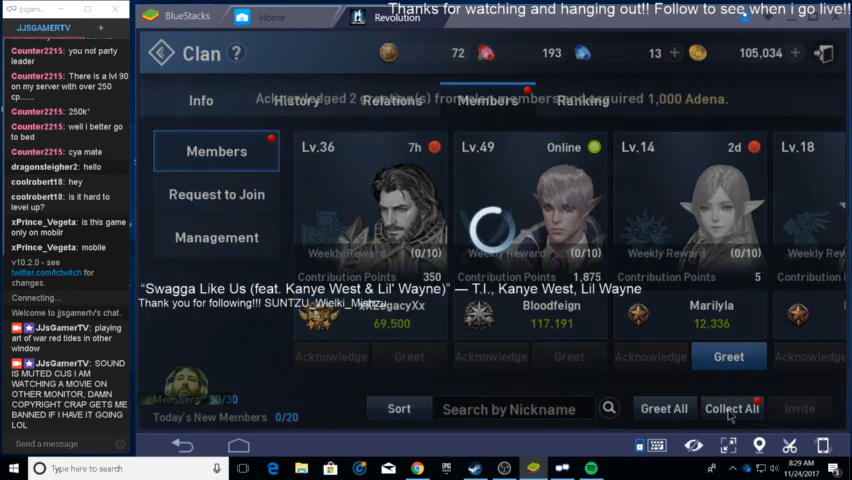 jjsgamert...
BlueStacks
Home
Revolution
Thanks for watching and hanging out!! Follow to see when i go live!!
JJSGAMERTV
Counter2215: you not party
leader
Counter2215: There is a lvl 90
on my server with over 250
cp......
Counter2215: 250k*
Counter2215: well i better go
to bed
Counter2215: cya mate
dragonsleigher2: hello
coolrobert18: hey
coolrobert18: is it hard to
level up?
xPrince_Vegeta: is this game
only on mobilr
xPrince_Vegeta: mobile
v10.2.0 - see
twitter.com/tctwitch for
changes.
Connecting...
Welcome to jjsgamertv's chat.
JJsGamerTV: playing
art of war red tides in other
window
JJsGamerTV: SOUND
IS MUTED CUS I AM
WATCHING A MOVIE ON
OTHER MONITOR, DAMN
COPYRIGHT CRAP GETS ME
BANNED IF I HAVE IT GOING
LOL
Send a message
Clan ?
72
193
13 +
105,034 +
Info
History
Relations
Members
Ranking
Acknowledged 2 greeting(s) from clan members and acquired 1,000 Adena.
Members
Request to Join
Management
Lv.36 7h
Weekly Reward (0/10)
Contribution Points 350
xXLegacyXx
69,500
Acknowledge Greet
Lv.49 Online
Weekly Reward (0/10)
Contribution Points 1,875
Bloodfeign
117,191
Acknowledge Greet
Lv.14 2d
Weekly Reward (0/10)
Contribution Points 5
Marilyla
12,336
Acknowledge Greet
Lv.18
Weekly
Contribution
Acknowledge
"Swagga Like Us (feat. Kanye West & Lil' Wayne)" — T.I., Kanye West, Lil Wayne
Thank you for following!!! SUNTZU_Wielki_Mistrzu
Members 30/30
Today's New Members 0/20
Sort
Search by Nickname
Greet All
Collect All
Invite
Type here to search
EPIC
8:29 AM
11/24/2017